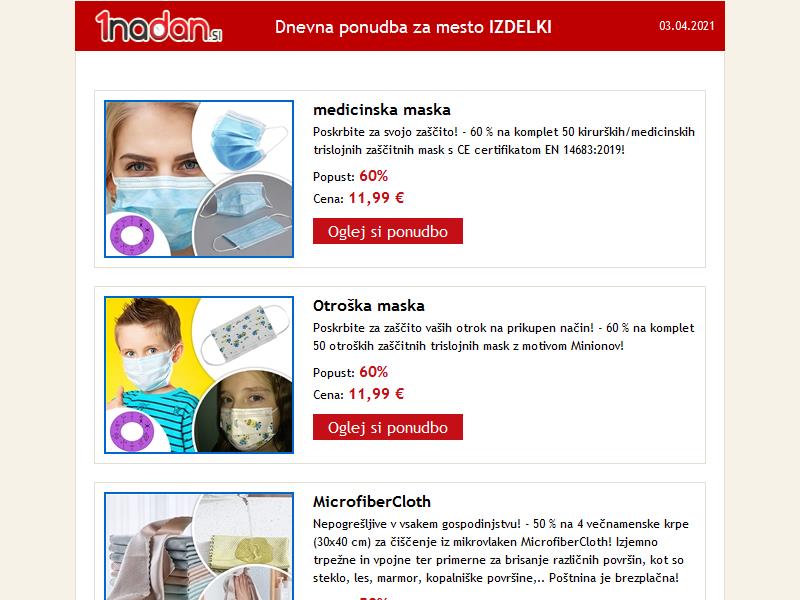 1nadan.si
Dnevna ponudba za mesto IZDELKI
03.04.2021
medicinska maska
Poskrbite za svojo zaščito! - 60 % na komplet 50 kirurških/medicinskih
trislojnih zaščitnih mask s CE certifikatom EN 14683:2019!
Popust: 60%
Cena: 11,99 €
Oglej si ponudbo
Otroška maska
Poskrbite za zaščito vaših otrok na prikupen način! - 60 % na komplet
50 otroških zaščitnih trislojnih mask z motivom Minionov!
Popust: 60%
Cena: 11,99 €
Oglej si ponudbo
MicrofiberCloth
Nepogrešljive v vsakem gospodinjstvu! - 50 % na 4 večnamenske krpe
(30x40 cm) za čiščenje iz mikrovlaken MicrofiberCloth! Izjemno
trpežne in vpojne ter primerne za brisanje različnih površin, kot so
steklo, les, marmor, kopalniške površine,.. Poštnina je brezplačna!